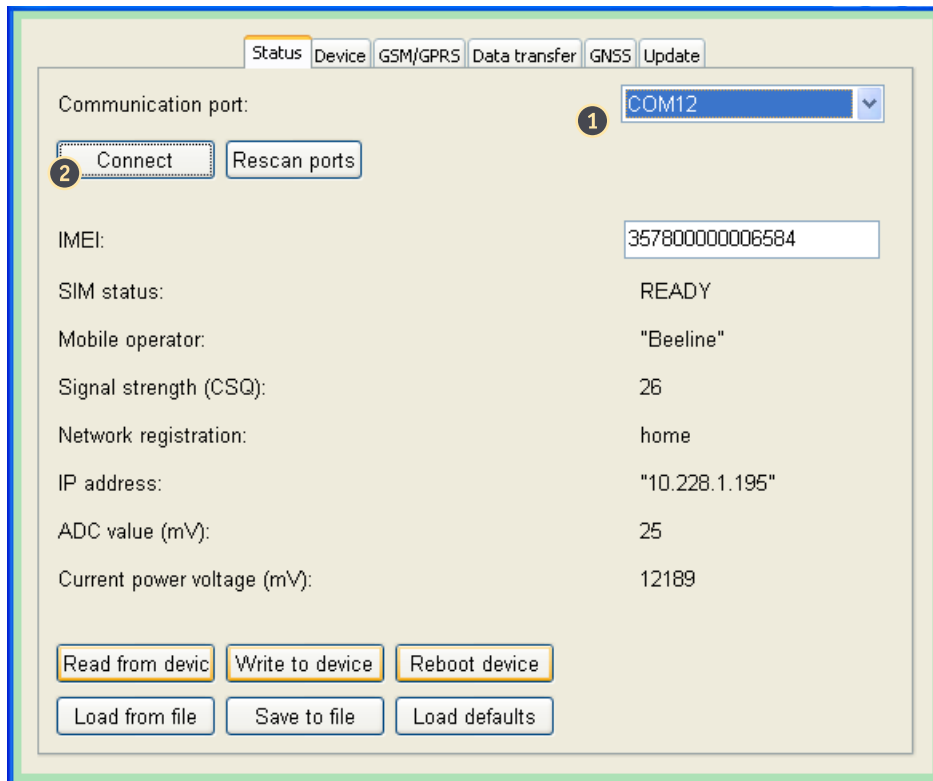 Status Device GSM/GPRS Data transfer GNSS Update
Communication port: 1 COM12
2 Connect Rescan ports
IMEI: 357800000006584
SIM status: READY
Mobile operator: "Beeline"
Signal strength (CSQ): 26
Network registration: home
IP address: "10.228.1.195"
ADC value (mV): 25
Current power voltage (mV): 12189
Read from devic Write to device Reboot device
Load from file Save to file Load defaults